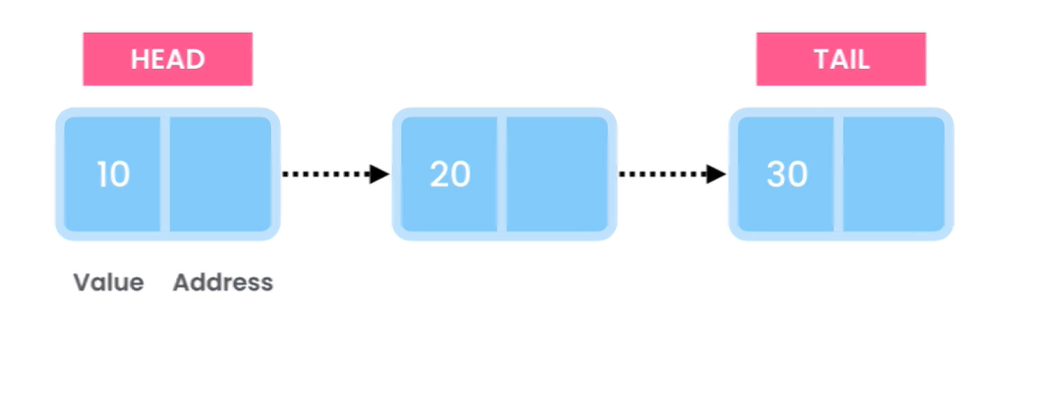 HEAD
TAIL
10
20
30
Value
Address